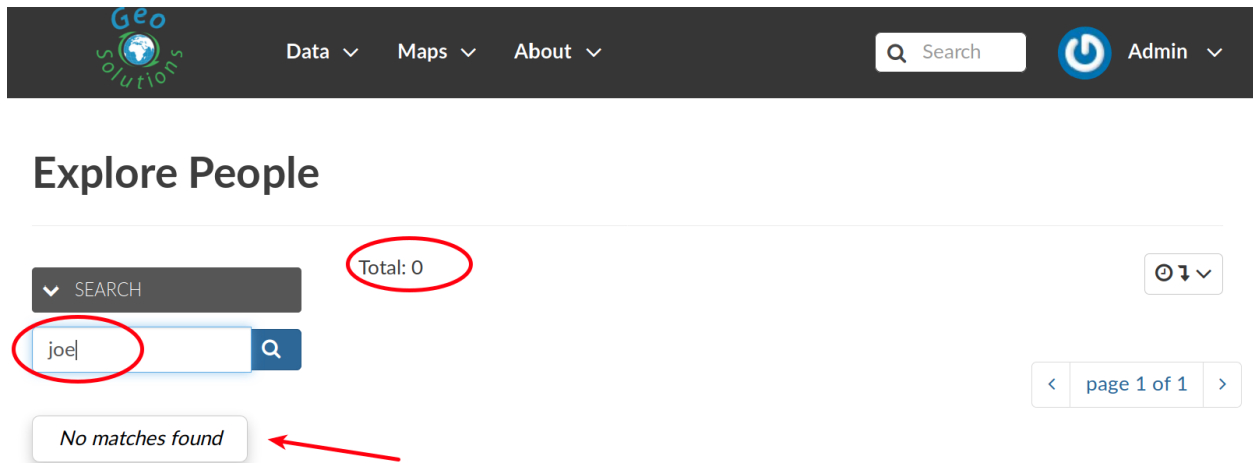 Geo
Solutions
Data
Maps
About
Search
Admin
Explore People
Total: 0
SEARCH
joe
page 1 of 1
No matches found